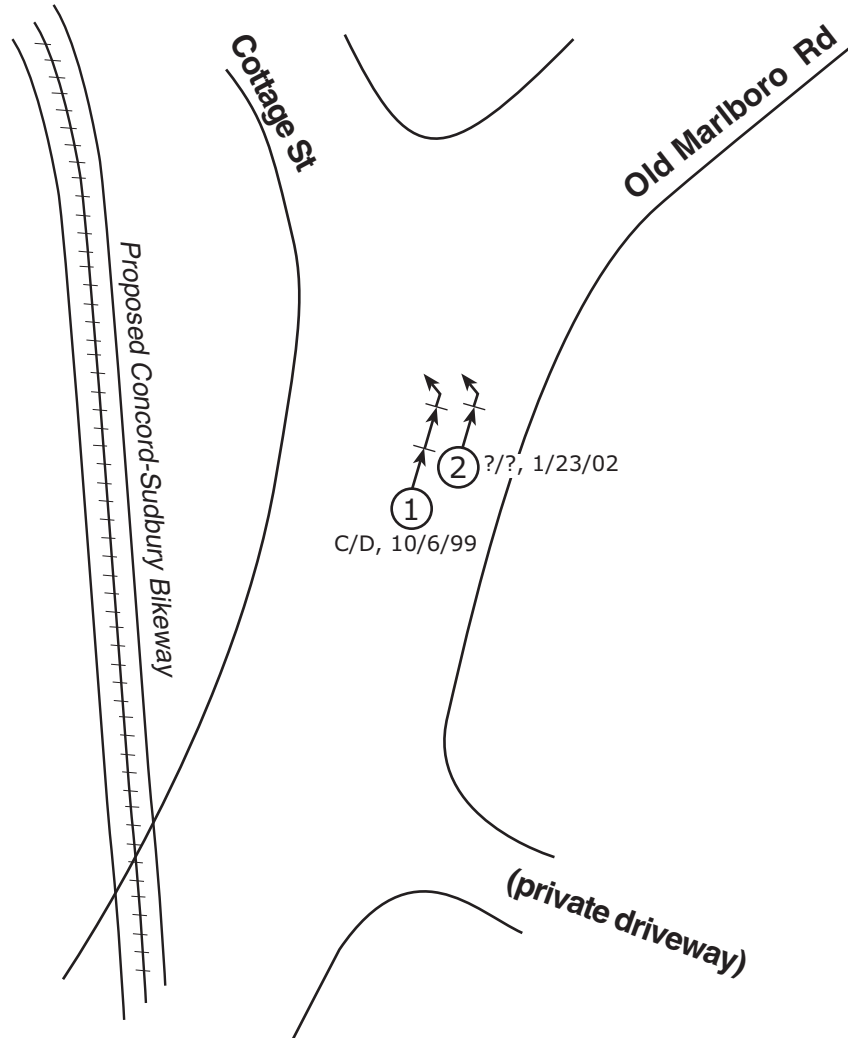 Cottage St
Old Marlboro Rd
Proposed Concord-Sudbury Bikeway
2 ?/?, 1/23/02
1
C/D, 10/6/99
(private driveway)